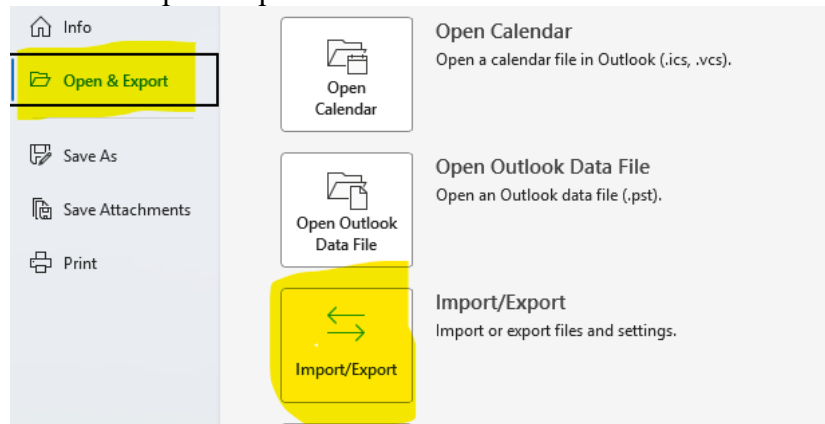 Info
Open & Export
Save As
Save Attachments
Print
Open
Calendar
Open Calendar
Open a calendar file in Outlook (.ics, .vcs).
Open Outlook
Data File
Open Outlook Data File
Open an Outlook data file (.pst).
Import/Export
Import/Export
Import or export files and settings.